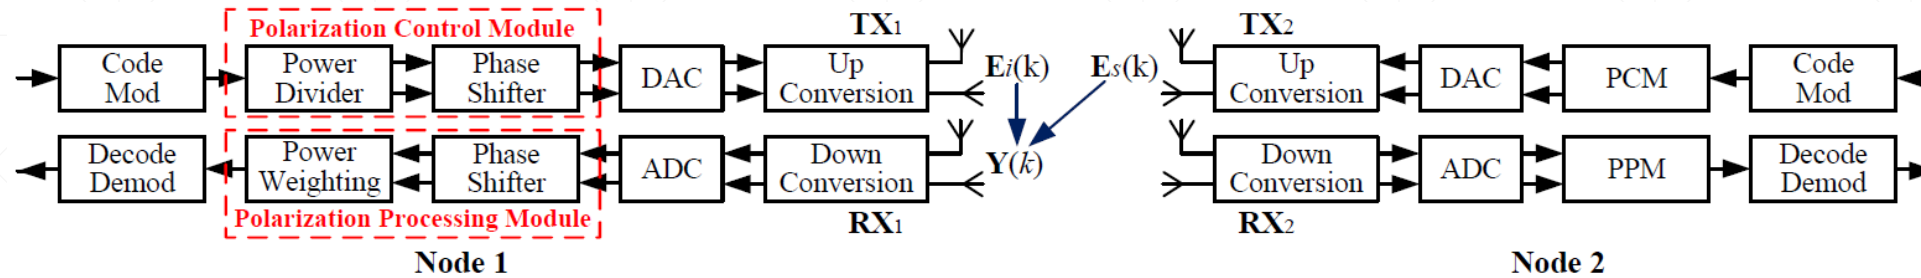 Polarization Control Module
TX1
TX2
Code
Mod
Power
Divider
Phase
Shifter
DAC
Up
Conversion
Ei(k)
Es(k)
Up
Conversion
DAC
PCM
Code
Mod
Decode
Demod
Power
Weighting
Phase
Shifter
ADC
Down
Conversion
Y(k)
Down
Conversion
ADC
PPM
Decode
Demod
Polarization Processing Module
RX1
RX2
Node 1
Node 2